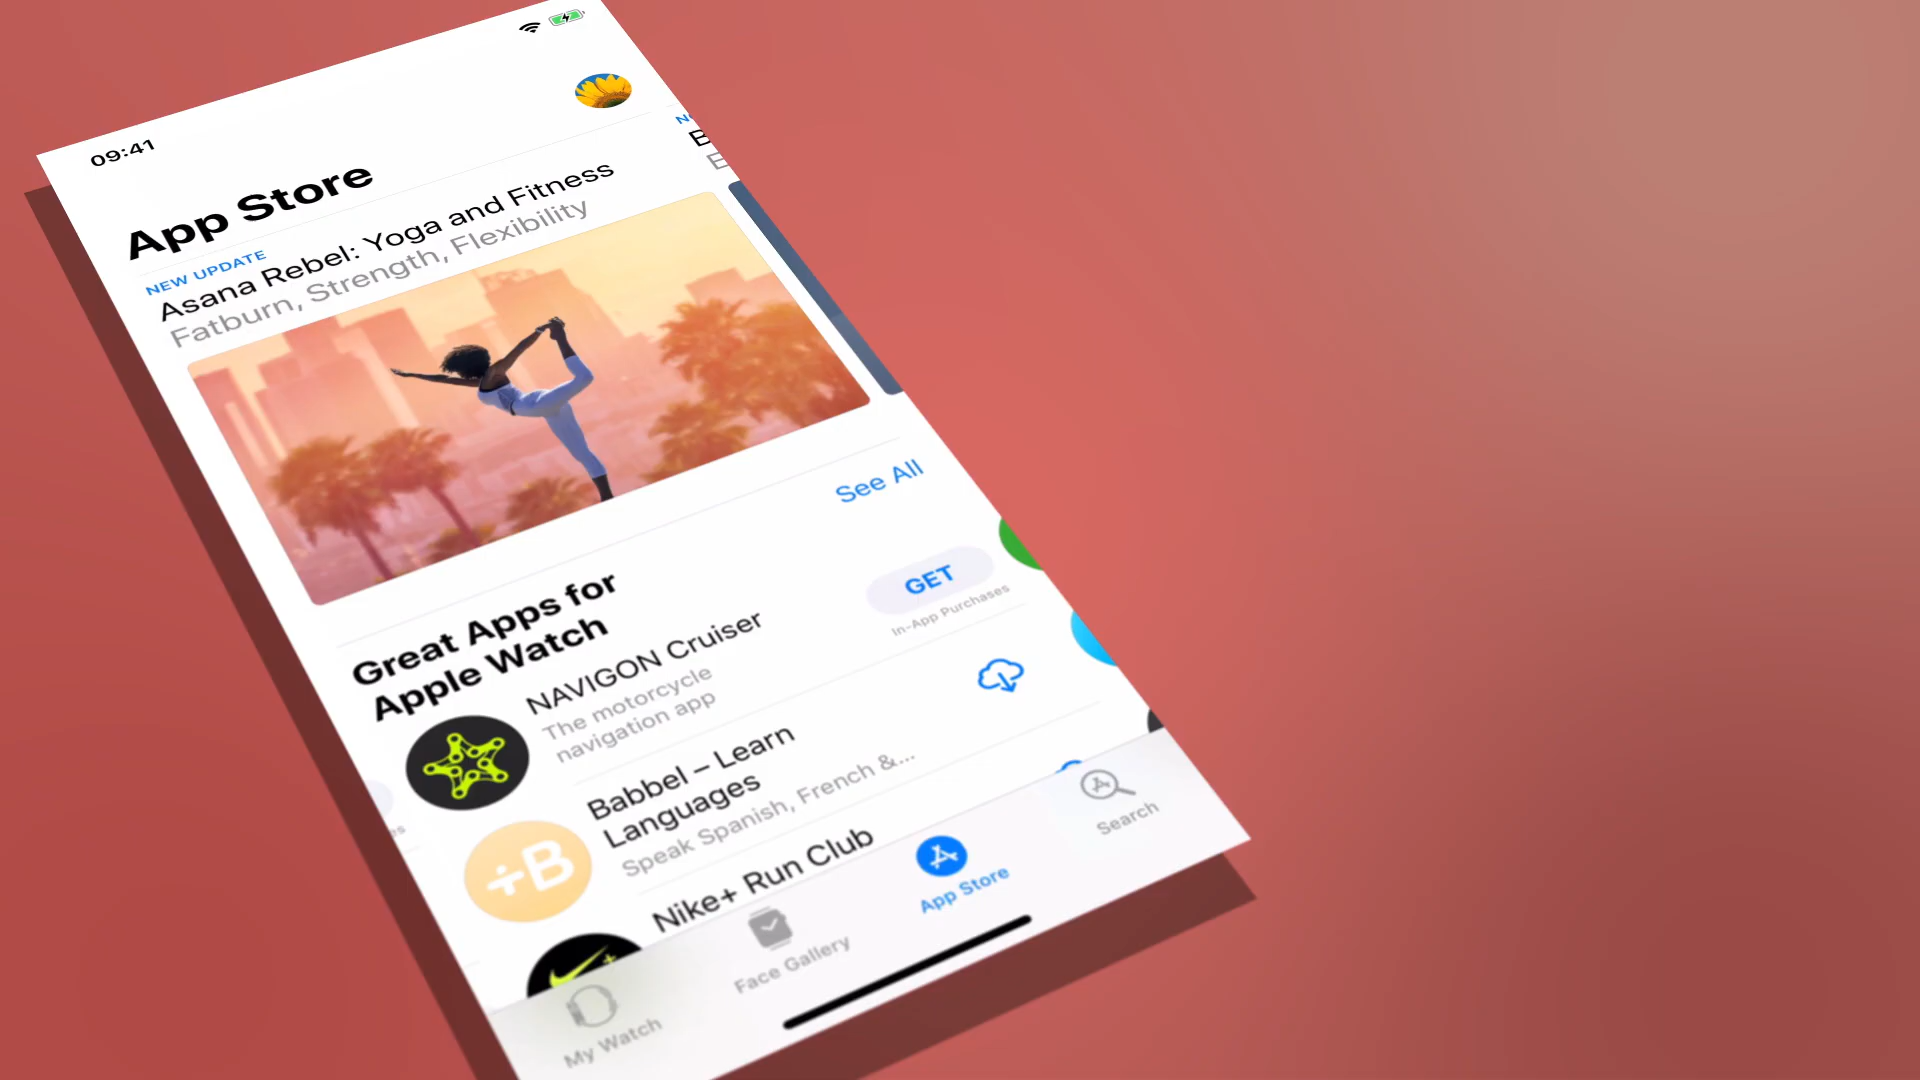 09:41
App Store
NEW UPDATE
Asana Rebel: Yoga and Fitness
Fatburn, Strength, Flexibility
See All
Great Apps for
Apple Watch
NAVIGON Cruiser
The motorcycle
navigation app
GET
In-App Purchases
Babbel – Learn
Languages
Speak Spanish, French &...
Nike+ Run Club
My Watch
Face Gallery
App Store
Search